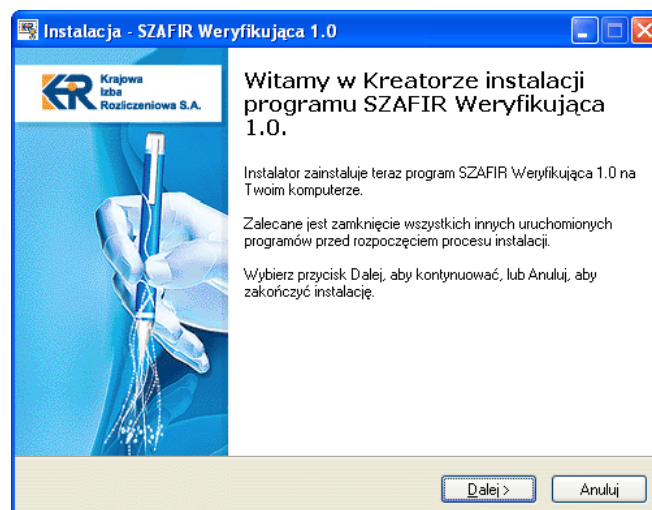 Instalacja - SZAFIR Weryfikująca 1.0
Krajowa
Izba
Rozliczeniowa S.A.
Witamy w Kreatorze instalacji
programu SZAFIR Weryfikująca
1.0.
Instalator zainstaluje teraz program SZAFIR Weryfikująca 1.0 na
Twoim komputerze.
Zalecane jest zamknięcie wszystkich innych uruchomionych
programów przed rozpoczęciem procesu instalacji.
Wybierz przycisk Dalej, aby kontynuować, lub Anuluj, aby
zakończyć instalację.
Dalej > Anuluj